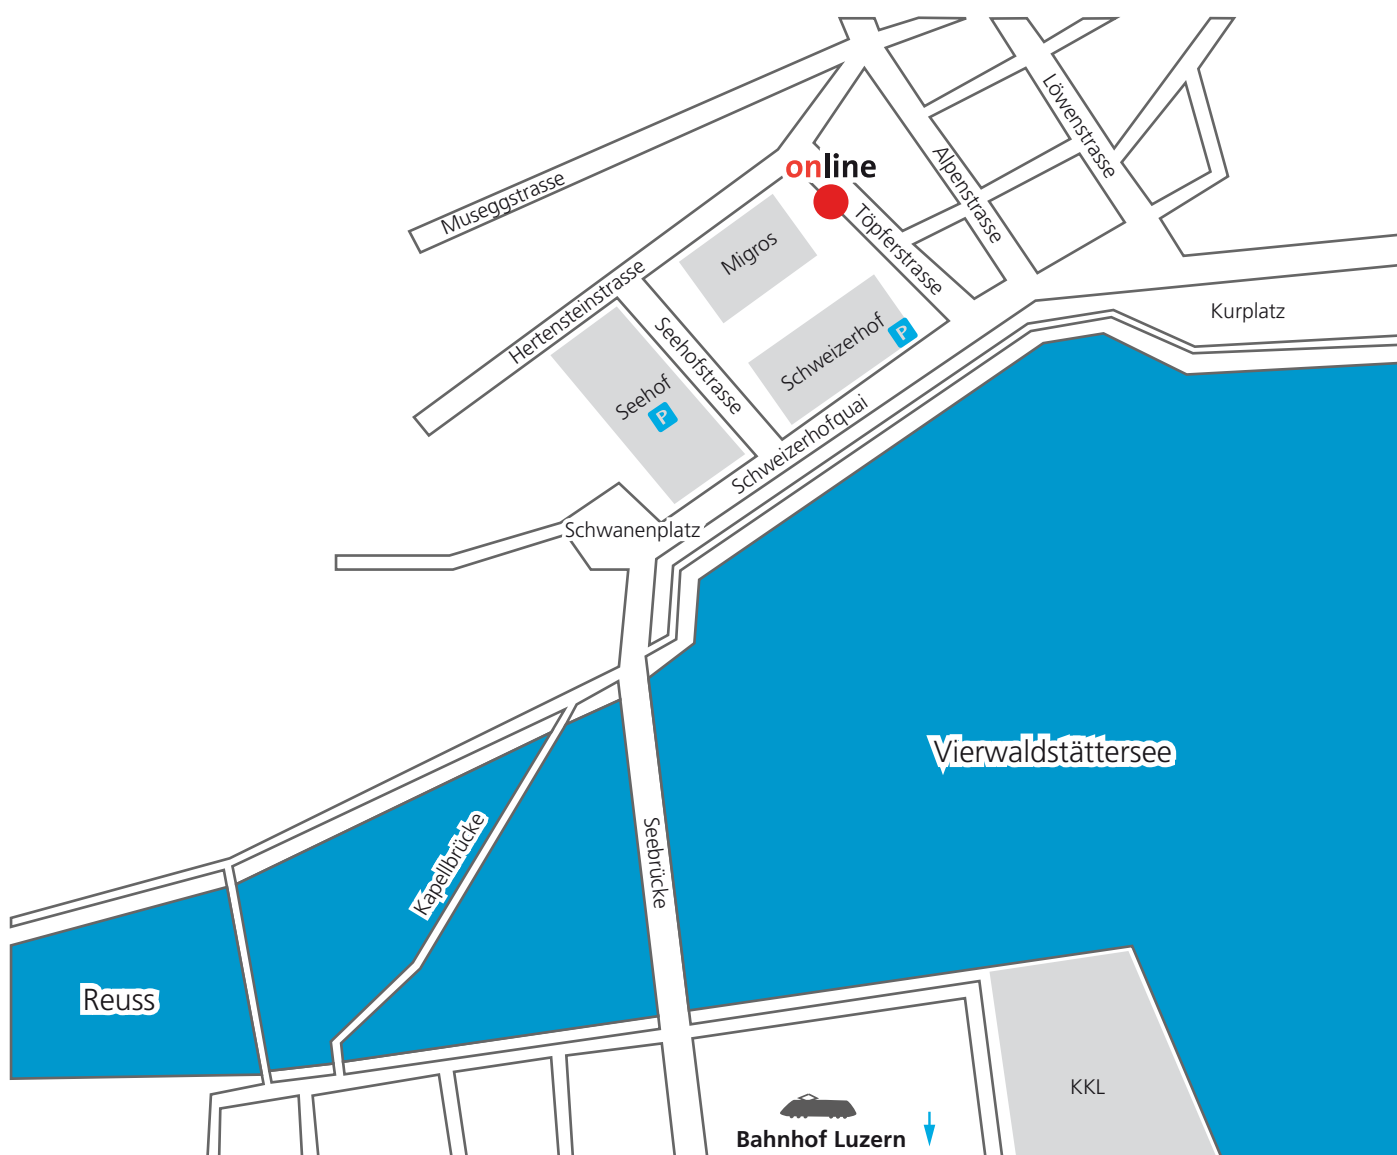 Löwenstrasse
Alpenstrasse
online
Museggstrasse
Töpferstrasse
Migros
Hertensteinstrasse
Kurplatz
Seehofstrasse
Schweizerhof
P
Seehof
P
Schweizerhofquai
Schwanenplatz
Vierwaldstättersee
Kapellbrücke
Seebrücke
Reuss
KKL
Bahnhof Luzern